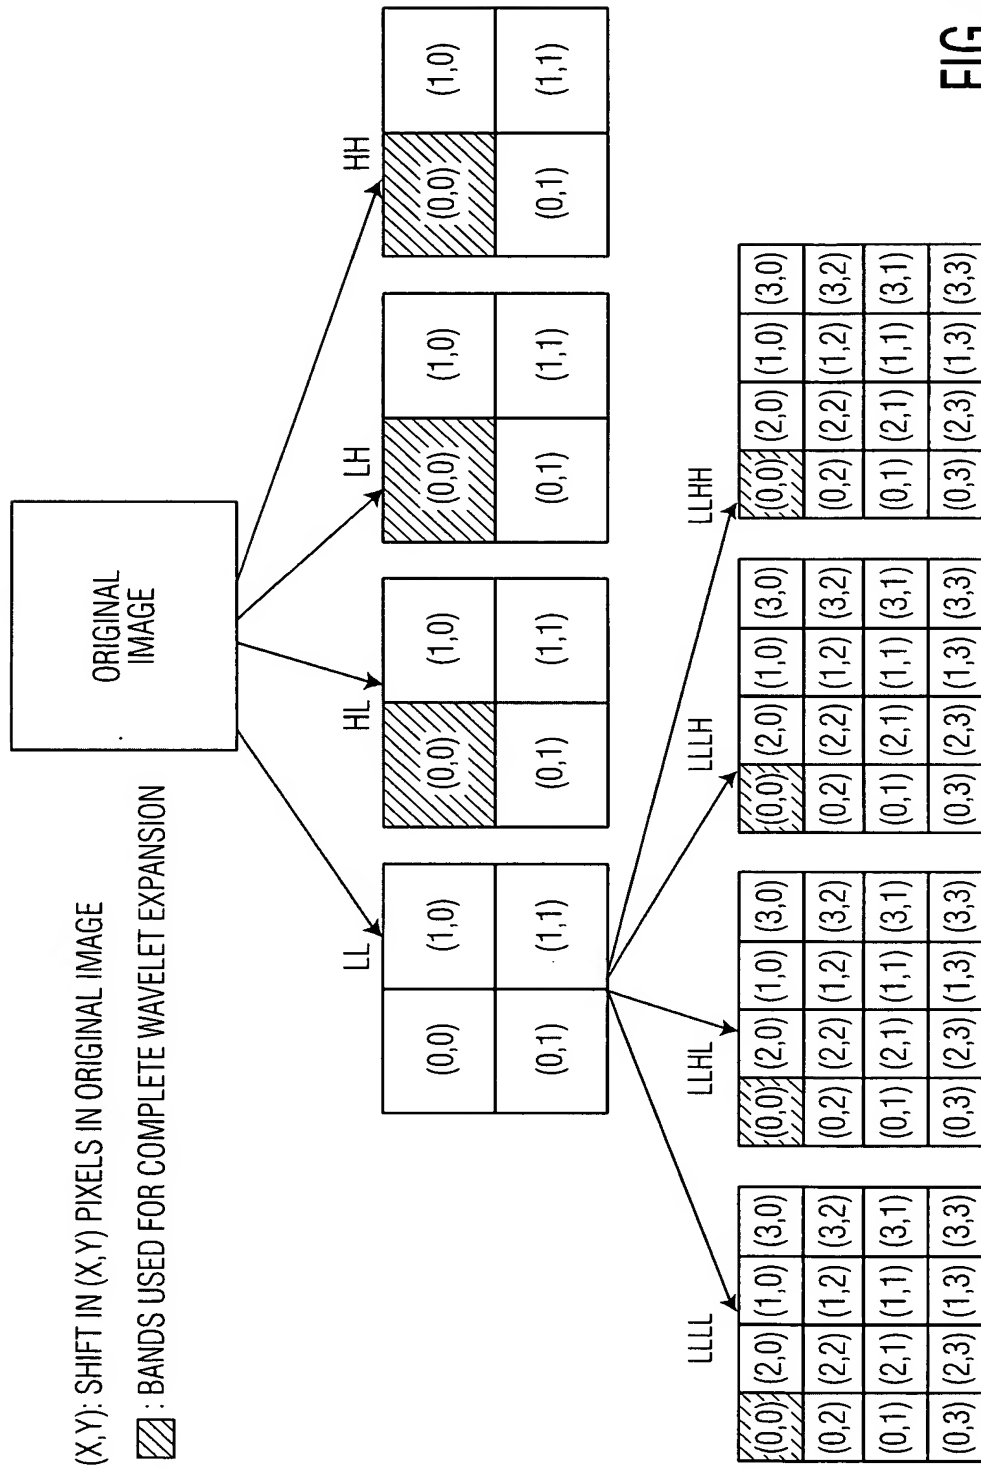 (X,Y): SHIFT IN (X,Y) PIXELS IN ORIGINAL IMAGE
: BANDS USED FOR COMPLETE WAVELET EXPANSION
ORIGINAL
IMAGE
LL HL LH HH
(0,0) (1,0) (0,0) (1,0) (0,0) (1,0) (0,0) (1,0)
(0,1) (1,1) (0,1) (1,1) (0,1) (1,1) (0,1) (1,1)
LLLL LLHL LLLH LLHH
(0,0) (2,0) (1,0) (3,0) (0,0) (2,0) (1,0) (3,0) (0,0) (2,0) (1,0) (3,0) (0,0) (2,0) (1,0) (3,0)
(0,2) (2,2) (1,2) (3,2) (0,2) (2,2) (1,2) (3,2) (0,2) (2,2) (1,2) (3,2) (0,2) (2,2) (1,2) (3,2)
(0,1) (2,1) (1,1) (3,1) (0,1) (2,1) (1,1) (3,1) (0,1) (2,1) (1,1) (3,1) (0,1) (2,1) (1,1) (3,1)
(0,3) (2,3) (1,3) (3,3) (0,3) (2,3) (1,3) (3,3) (0,3) (2,3) (1,3) (3,3) (0,3) (2,3) (1,3) (3,3)
FIG